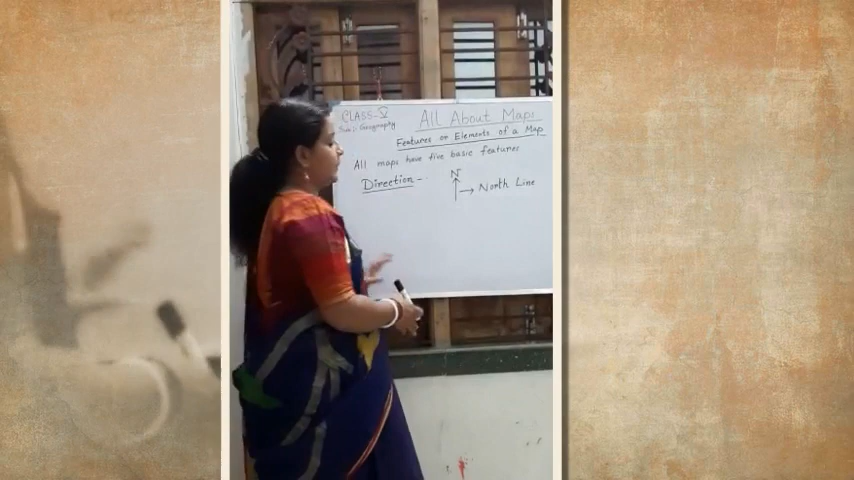 CLASS-V
Sub: Geography
All About Maps
Features or Elements of a Map
All maps have five basic features
Direction -
N
→ North Line